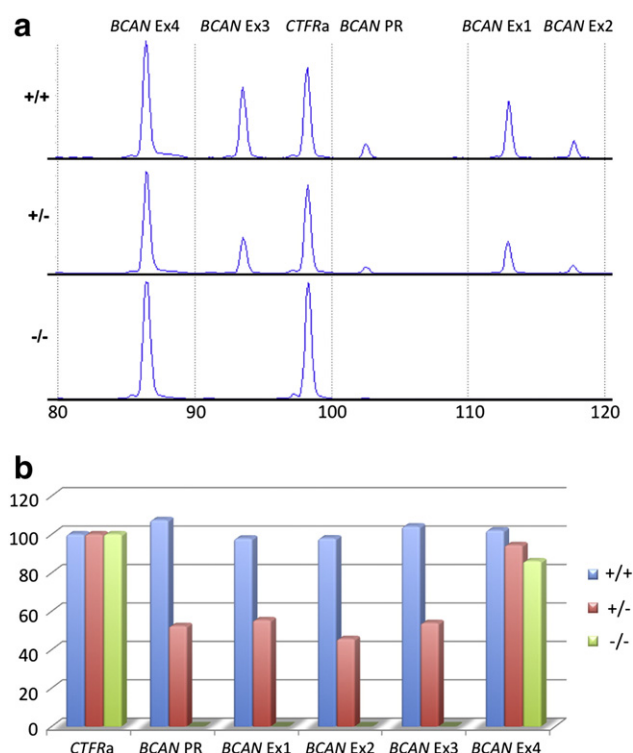 a
BCAN Ex4 BCAN Ex3 CTFRa BCAN PR BCAN Ex1 BCAN Ex2
+/+
+/-
-/-
80 90 100 110 120
b
120
100
80
60
40
20
0
CTFRa BCAN PR BCAN Ex1 BCAN Ex2 BCAN Ex3 BCAN Ex4
+/+
+/-
-/-